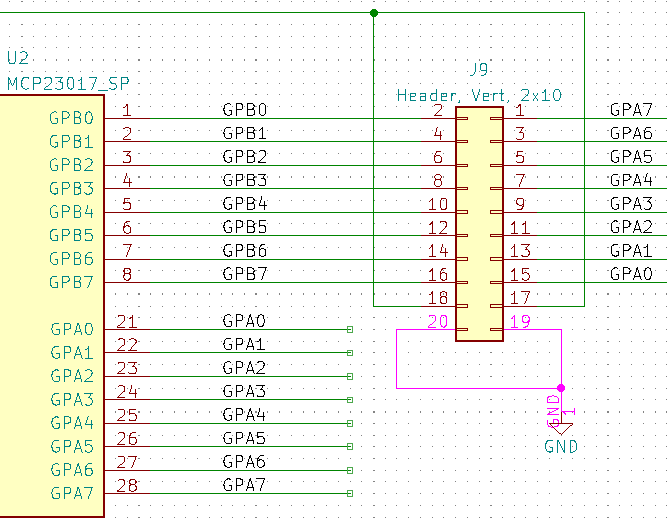 U2
MCP23017_SP
J9
Header, Vert, 2x10
GPB0 1 GPB0 2 1 GPA7
GPB1 2 GPB1 4 3 GPA6
GPB2 3 GPB2 6 5 GPA5
GPB3 4 GPB3 8 7 GPA4
GPB4 5 GPB4 10 9 GPA3
GPB5 6 GPB5 12 11 GPA2
GPB6 7 GPB6 14 13 GPA1
GPB7 8 GPB7 16 15 GPA0
18 17
GPA0 21 GPA0 20 19
GPA1 22 GPA1
GPA2 23 GPA2
GPA3 24 GPA3
GPA4 25 GPA4
GPA5 26 GPA5
GPA6 27 GPA6
GPA7 28 GPA7
GND 1
GND